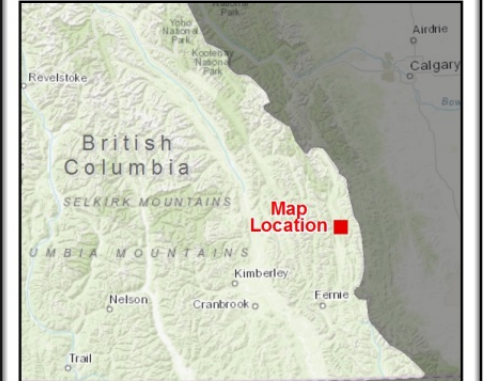 Yoho
National
Park
Kootenay
National
Park
Airdrie
Calgary
Revelstoke
Bow
British
Columbia
SELKIRK MOUNTAINS
Map
Location
UMBIA MOUNTAINS
Kimberley
Nelson
Cranbrook
Fernie
Trail